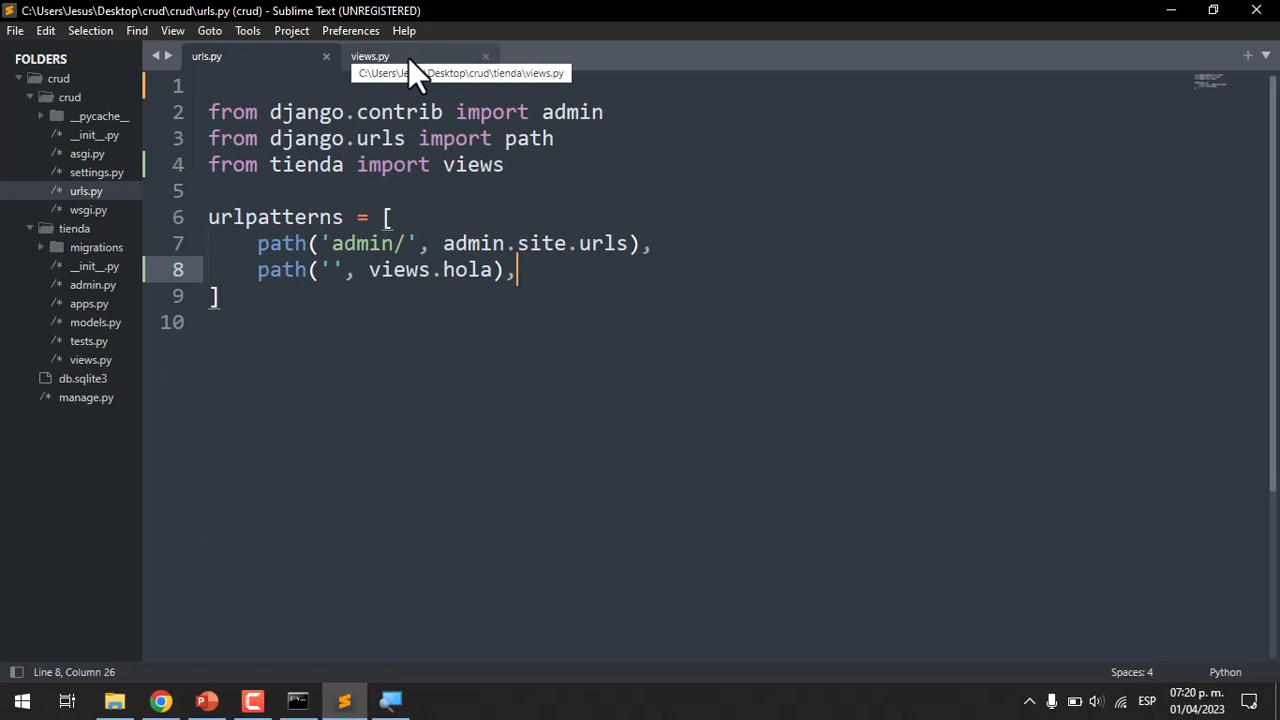 C:\Users\Jesus\Desktop\crud\crud\urls.py (crud) - Sublime Text (UNREGISTERED)
File Edit Selection Find View Goto Tools Project Preferences Help
FOLDERS
crud
crud
__pycache__
__init__.py
asgi.py
settings.py
urls.py
wsgi.py
tienda
migrations
__init__.py
admin.py
apps.py
models.py
tests.py
views.py
db.sqlite3
manage.py
urls.py views.py
C:\Users\Je Desktop\crud\tienda\views.py
1
2 from django.contrib import admin
3 from django.urls import path
4 from tienda import views
5
6 urlpatterns = [
7 path('admin/', admin.site.urls),
8 path('', views.hola),
9 ]
10
Line 8, Column 26 Spaces: 4 Python
ESP 07:20 p. m.
01/04/2023